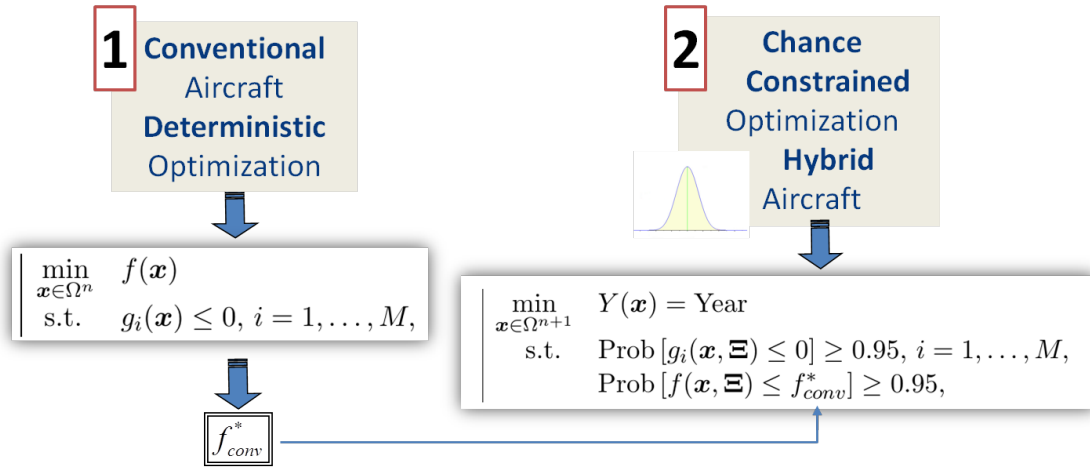 1
Conventional
Aircraft
Deterministic
Optimization
min f(𝒙)
𝒙∈Ωⁿ
s.t. gᵢ(𝒙) ≤ 0, i = 1, . . . , M,
f*conv
2
Chance
Constrained
Optimization
Hybrid
Aircraft
min Y(𝒙) = Year
𝒙∈Ωⁿ⁺¹
s.t. Prob [gᵢ(𝒙, Ξ) ≤ 0] ≥ 0.95, i = 1, . . . , M,
Prob [f(𝒙, Ξ) ≤ f*conv] ≥ 0.95,